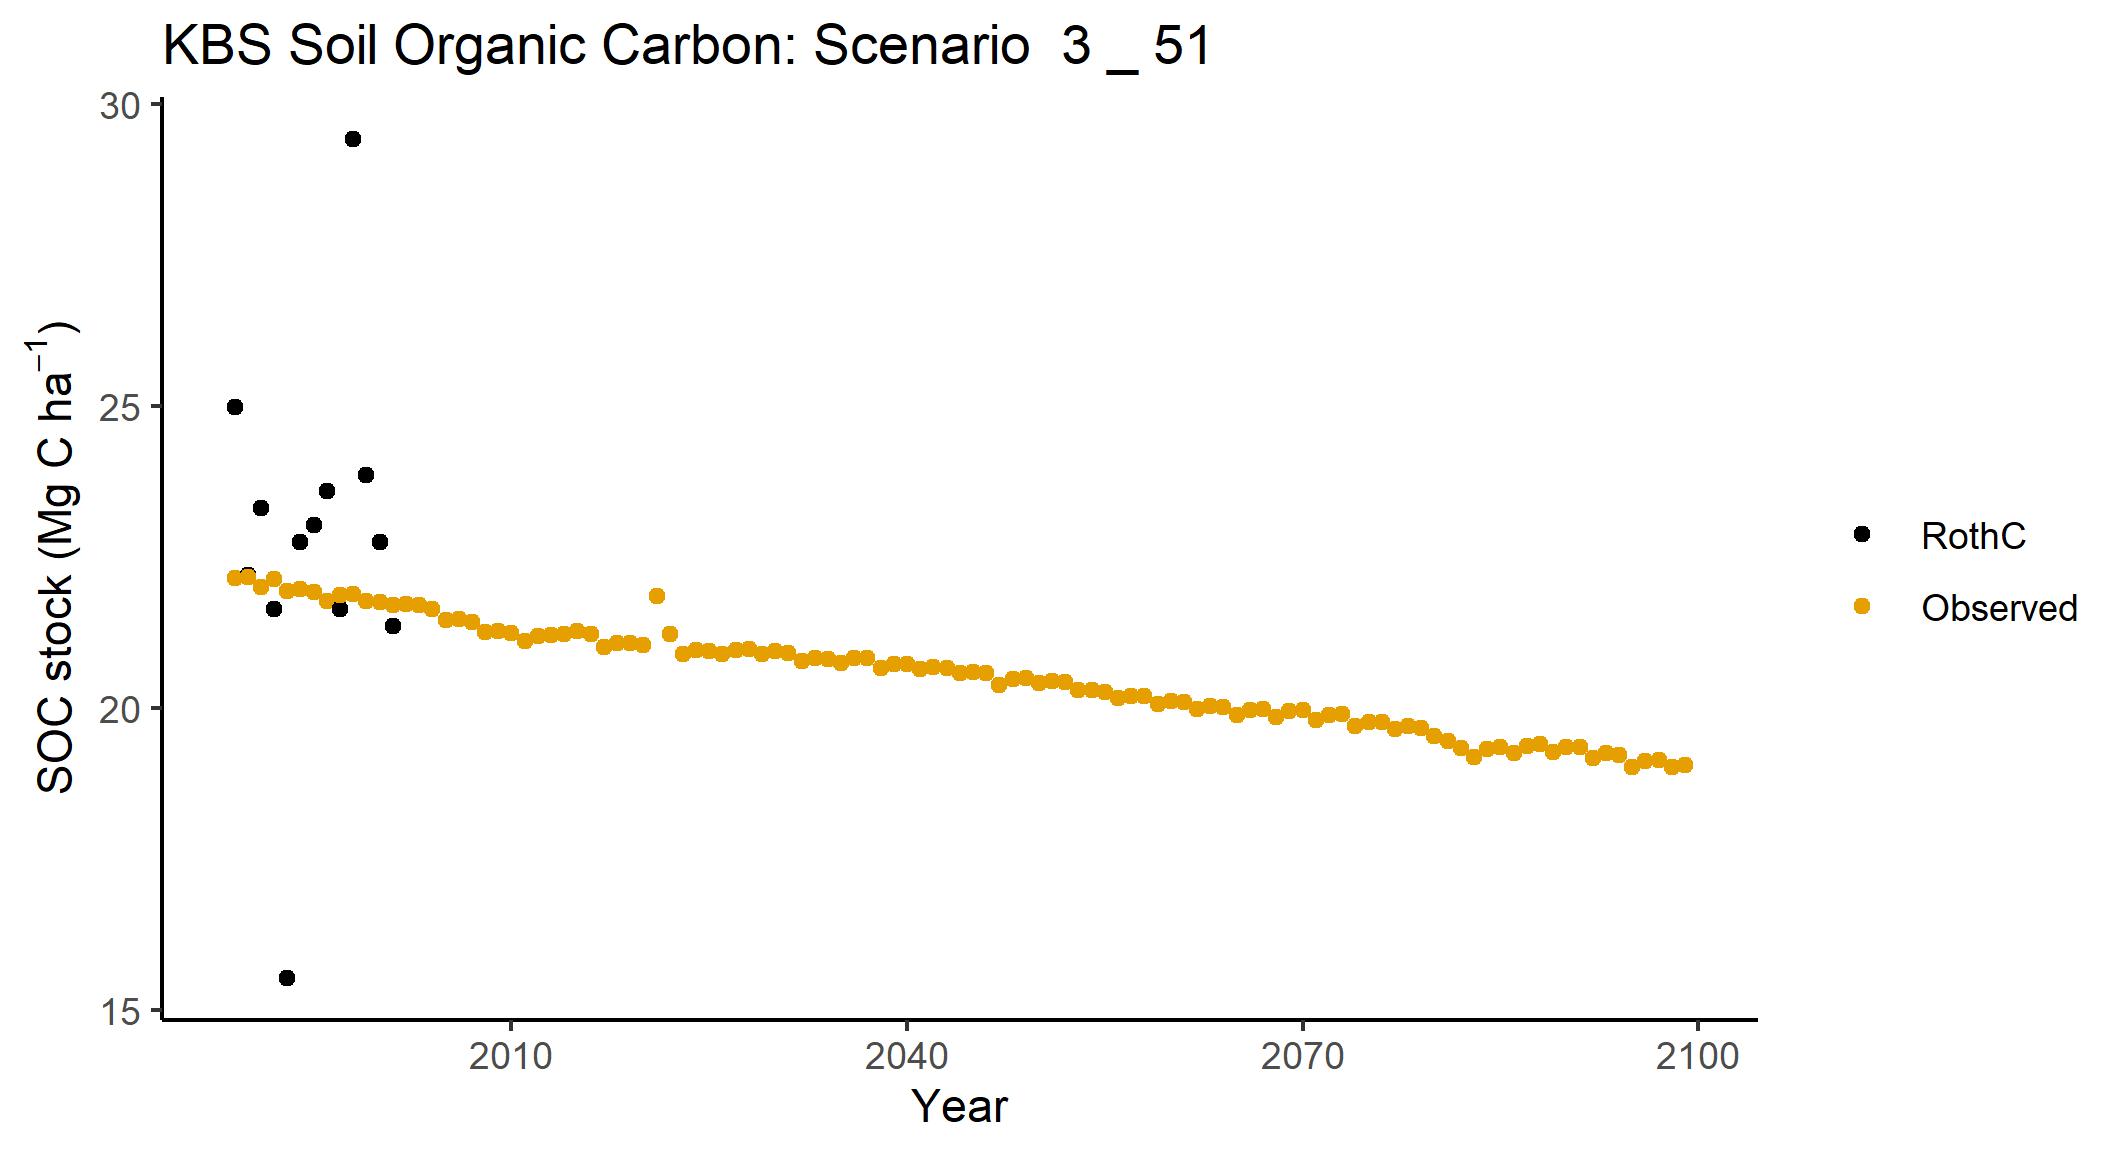 KBS Soil Organic Carbon: Scenario  3 _ 51
30
25
20
15
SOC stock (Mg C ha⁻¹)
2010
2040
2070
2100
Year
RothC
Observed